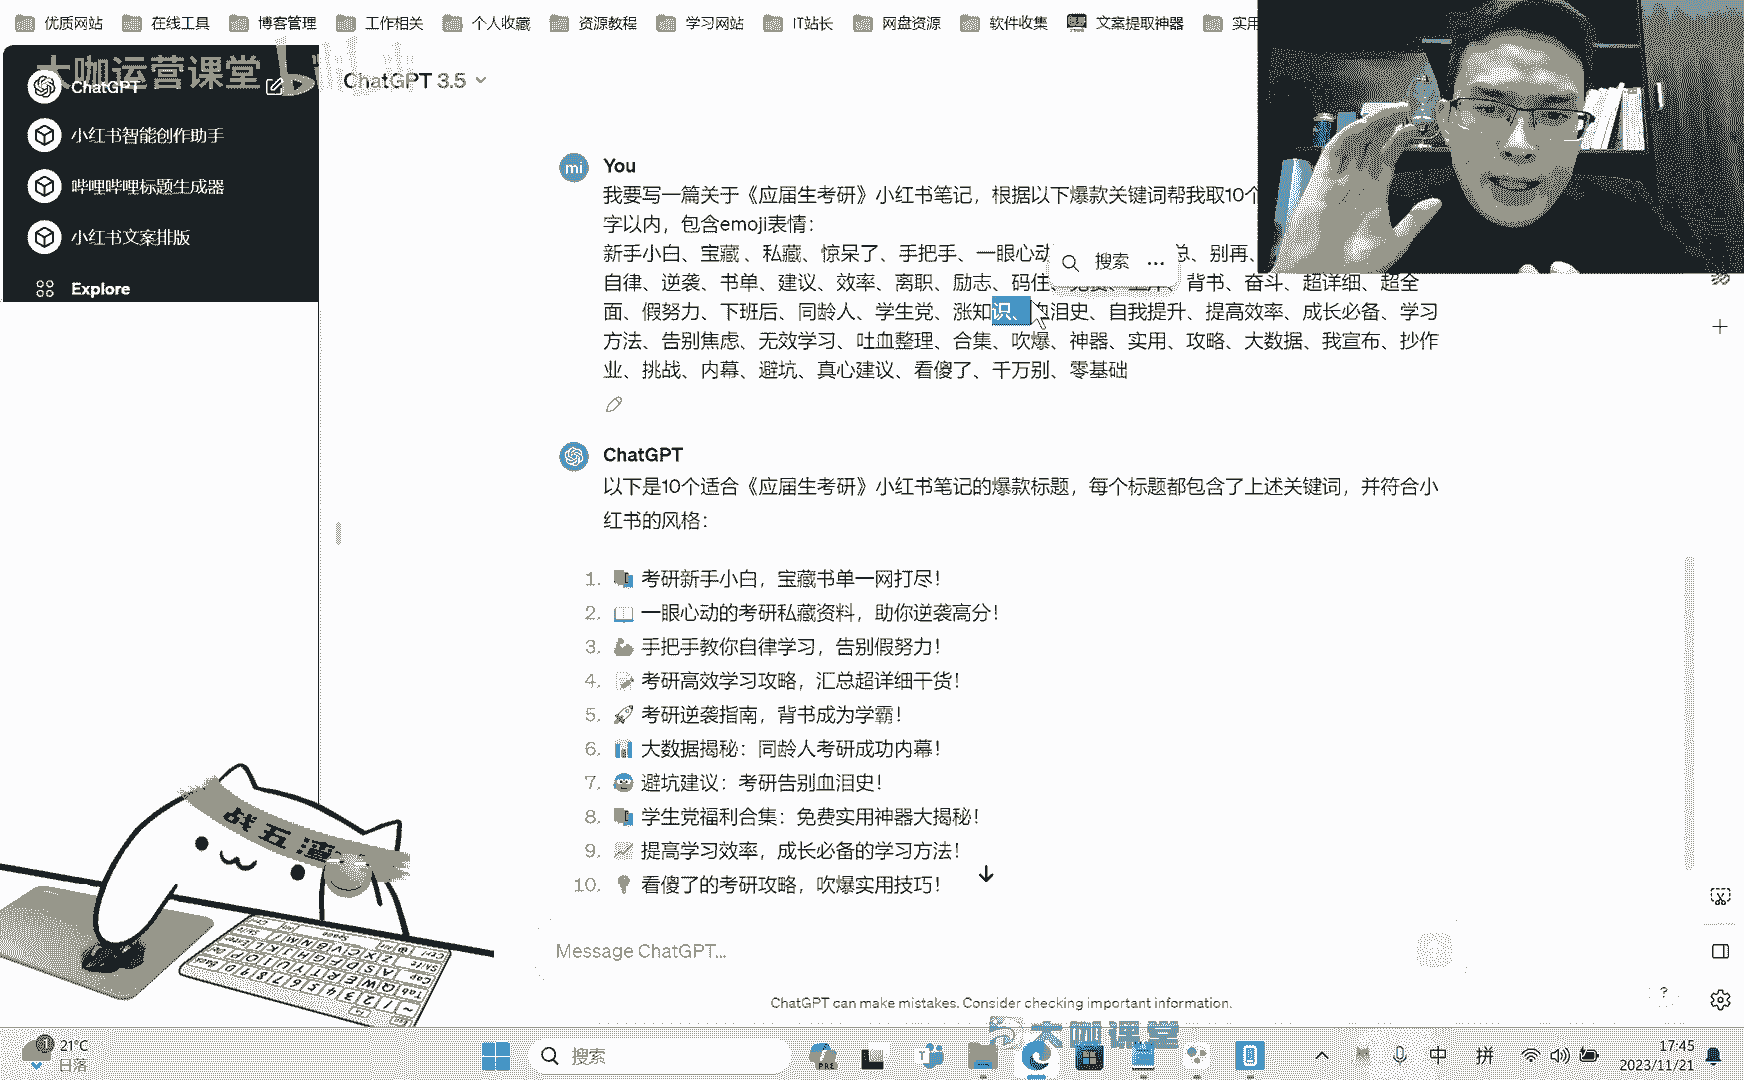 优质网站 在线工具 博客管理 工作相关 个人收藏 资源教程 学习网站 IT站长 网盘资源 软件收集 文案提取神器 实用
大咖运营课堂 bilibili
ChatGPT
ChatGPT 3.5
小红书智能创作助手
哔哩哔哩标题生成器
小红书文案排版
Explore
mi
You
我要写一篇关于《应届生考研》小红书笔记，根据以下爆款关键词帮我取10个
字以内，包含emoji表情：
新手小白、宝藏、私藏、惊呆了、手把手、一眼心动 总、别再、
搜索 ...
自律、逆袭、书单、建议、效率、离职、励志、码住、 背书、奋斗、超详细、超全
面、假努力、下班后、同龄人、学生党、涨知识、血泪史、自我提升、提高效率、成长必备、学习
方法、告别焦虑、无效学习、吐血整理、合集、吹爆、神器、实用、攻略、大数据、我宣布、抄作
业、挑战、内幕、避坑、真心建议、看傻了、千万别、零基础
ChatGPT
以下是10个适合《应届生考研》小红书笔记的爆款标题，每个标题都包含了上述关键词，并符合小
红书的风格：
1. 📚 考研新手小白，宝藏书单一网打尽！
2. 📖 一眼心动的考研私藏资料，助你逆袭高分！
3. 💪 手把手教你自律学习，告别假努力！
4. 📝 考研高效学习攻略，汇总超详细干货！
5. 🚀 考研逆袭指南，背书成为学霸！
6. 📊 大数据揭秘：同龄人考研成功内幕！
7. 🤓 避坑建议：考研告别血泪史！
8. 📚 学生党福利合集：免费实用神器大揭秘！
9. 📈 提高学习效率，成长必备的学习方法！
10. 💡 看傻了的考研攻略，吹爆实用技巧！
战五渣
Message ChatGPT...
ChatGPT can make mistakes. Consider checking important information.
?
大咖课堂
21°C
日落
搜索
PRE
中 拼
17:45
2023/11/21